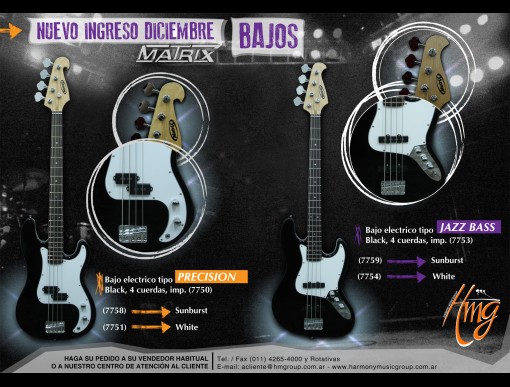 NUEVO INGRESO DICIEMBRE
BAJOS
MATRIX
Bajo electrico tipo PRECISION
Black, 4 cuerdas, imp. (7750)
(7758) Sunburst
(7751) White
Bajo electrico tipo JAZZ BASS
Black, 4 cuerdas, imp. (7753)
(7759) Sunburst
(7754) White
Hmg
HAGA SU PEDIDO A SU VENDEDOR HABITUAL
O A NUESTRO CENTRO DE ATENCIÓN AL CLIENTE
Tel. / Fax (011) 4265-4000 y Rotativas
E-mail: acliente@hmgroup.com.ar - www.harmonymusicgroup.com.ar